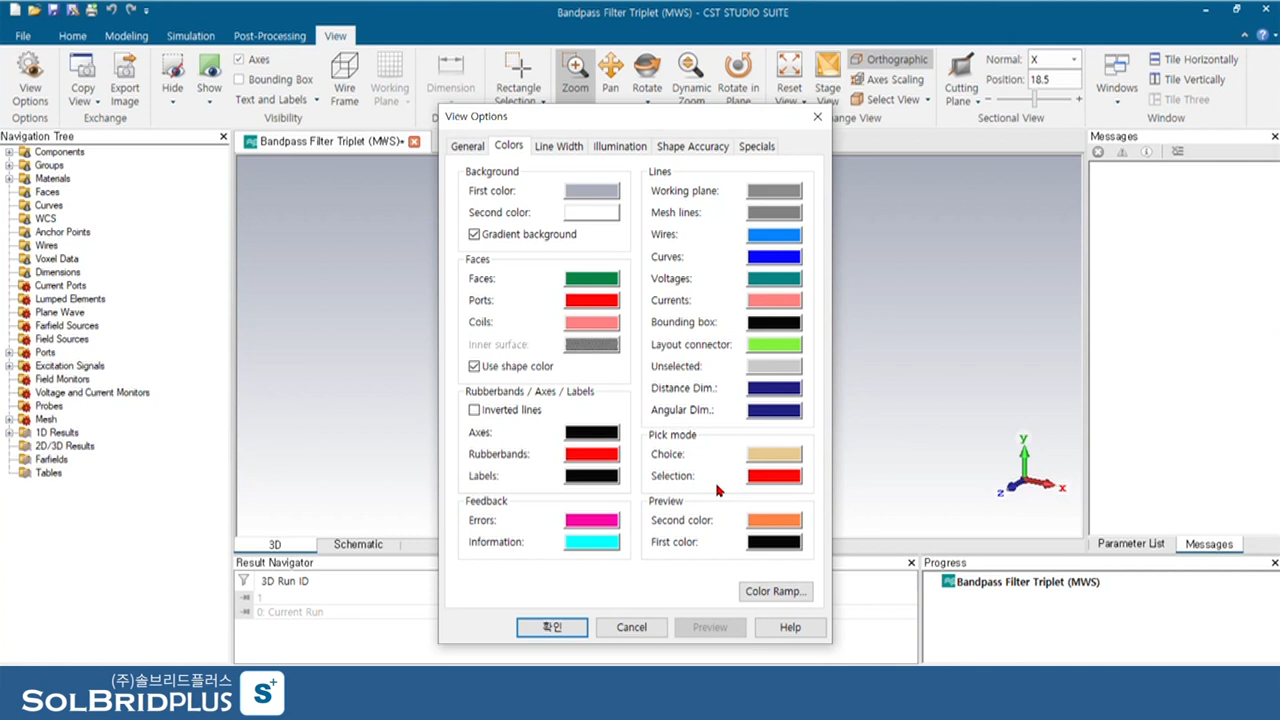 Bandpass Filter Triplet (MWS) - CST STUDIO SUITE
File Home Modeling Simulation Post-Processing View
View Options
Copy View
Export Image
Hide
Show
Axes
Bounding Box
Text and Labels
Wire Frame
Working Plane
Dimension
Rectangle Selection
Zoom
Pan
Rotate
Dynamic Zoom
Rotate in Plane
Reset View
Stage View
Orthographic
Axes Scaling
Select View
Cutting Plane
Normal: X
Position: 18.5
Windows
Tile Horizontally
Tile Vertically
Tile Three
Options
Exchange
Visibility
Sectional View
Window
Navigation Tree
Components
Groups
Materials
Faces
Curves
WCS
Anchor Points
Wires
Voxel Data
Dimensions
Current Ports
Lumped Elements
Plane Wave
Farfield Sources
Field Sources
Ports
Excitation Signals
Field Monitors
Voltage and Current Monitors
Probes
Mesh
1D Results
2D/3D Results
Farfields
Tables
Bandpass Filter Triplet (MWS)*
View Options
General Colors Line Width Illumination Shape Accuracy Specials
Background
First color:
Second color:
Gradient background
Faces
Faces:
Ports:
Coils:
Inner surface:
Use shape color
Rubberbands / Axes / Labels
Inverted lines
Axes:
Rubberbands:
Labels:
Feedback
Errors:
Information:
Lines
Working plane:
Mesh lines:
Wires:
Curves:
Voltages:
Currents:
Bounding box:
Layout connector:
Unselected:
Distance Dim.:
Angular Dim.:
Pick mode
Choice:
Selection:
Preview
Second color:
First color:
Color Ramp...
확인 Cancel Preview Help
y
z
x
3D Schematic
Result Navigator
3D Run ID
1
0: Current Run
Messages
Parameter List Messages
Progress
Bandpass Filter Triplet (MWS)
(주)솔브리드플러스
SOLBRIDPLUS
S+